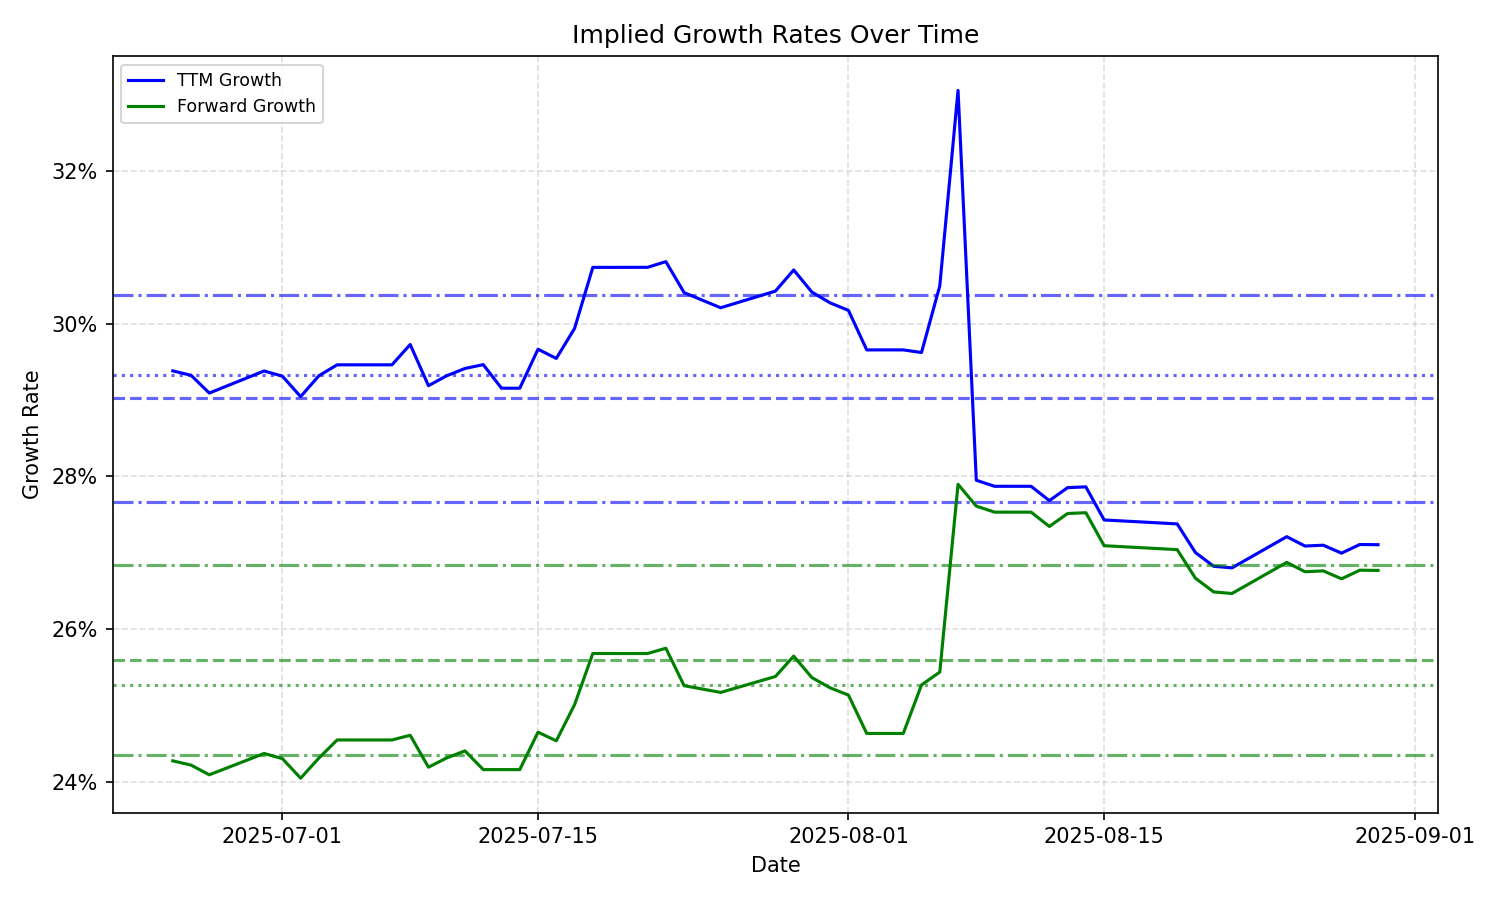 Implied Growth Rates Over Time
TTM Growth
Forward Growth
32%
30%
28%
26%
24%
Growth Rate
2025-07-01
2025-07-15
2025-08-01
2025-08-15
2025-09-01
Date